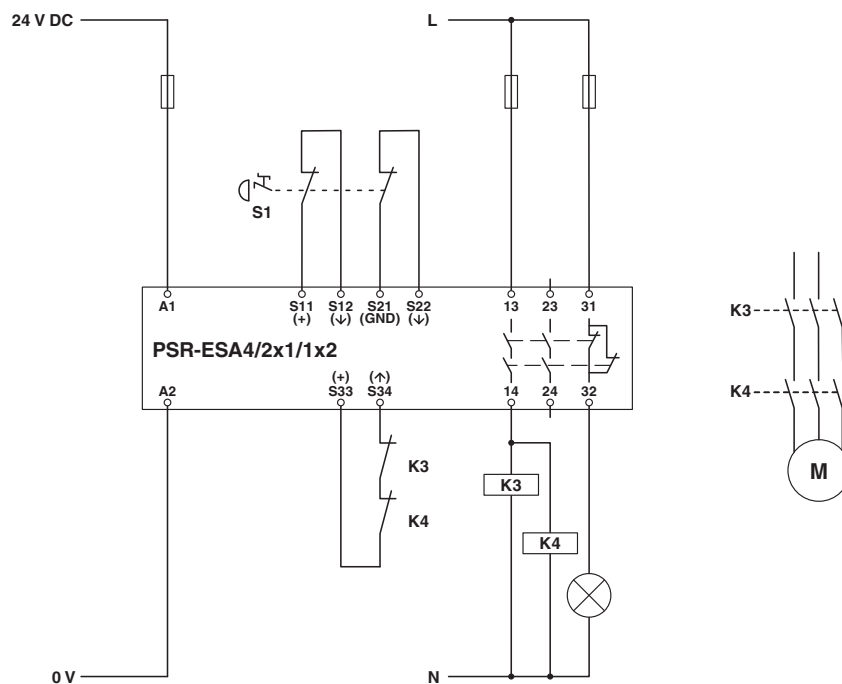 24 V DC
L
S1
A1
S11
(+)
S12
(↓)
S21
(GND)
S22
(↓)
13
23
31
PSR-ESA4/2x1/1x2
A2
(+)
S33
(↑)
S34
14
24
32
K3
K4
K3
K4
K3
K4
M
0 V
N